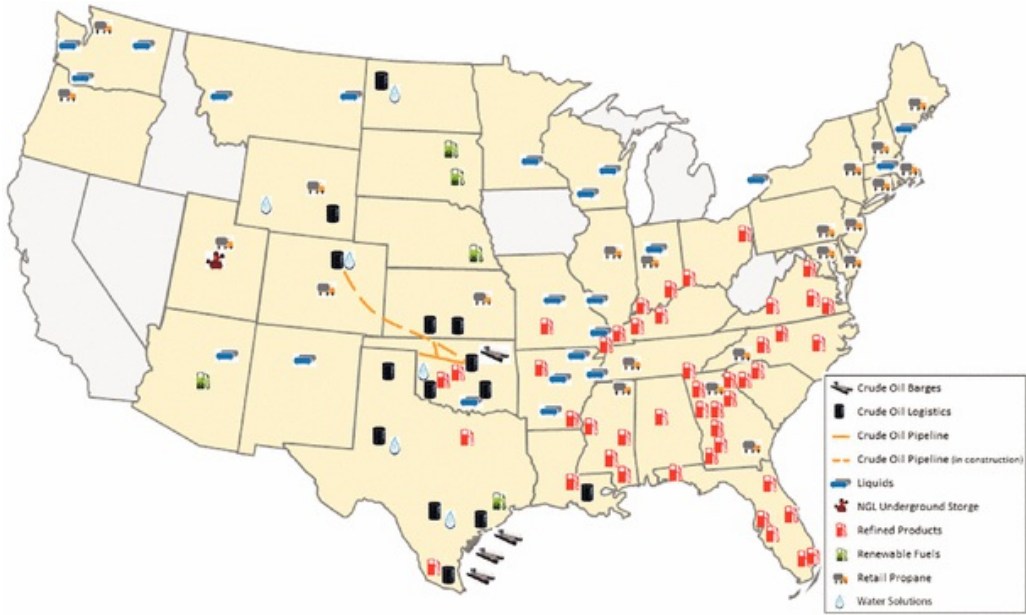 Crude Oil Barges
Crude Oil Logistics
Crude Oil Pipeline
Crude Oil Pipeline (in construction)
Liquids
NGL Underground Storge
Refined Products
Renewable Fuels
Retail Propane
Water Solutions